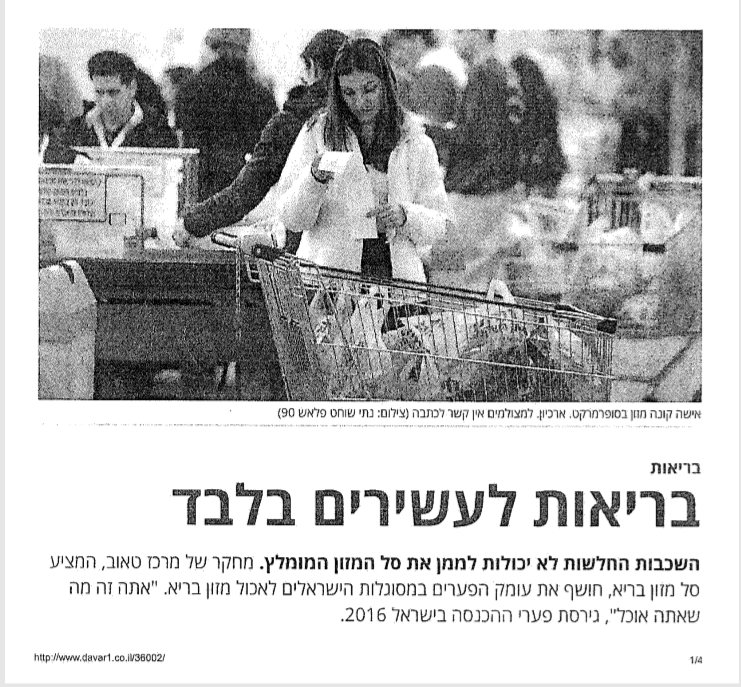 אישה קונה מזון בסופרמרקט. ארכיון. למצולמים אין קשר לכתבה (צילום: נתי שוחט פלאש 90)
בריאות
בריאות לעשירים בלבד
השכבות החלשות לא יכולות לממן את סל המזון המומלץ. מחקר של מרכז טאוב, המציע
סל מזון בריא, חושף את עומק הפערים במסוגלות הישראלים לאכול מזון בריא. "אתה זה מה
שאתה אוכל", גירסת פערי ההכנסה בישראל 2016.
http://www.davar1.co.il/36002/
1/4